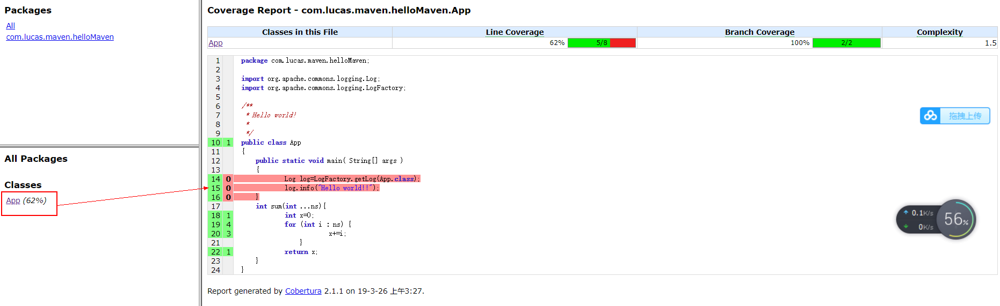 Packages
All
com.lucas.maven.helloMaven
All Packages
Classes
App (62%)
Coverage Report - com.lucas.maven.helloMaven.App
Classes in this File Line Coverage Branch Coverage Complexity
App 62% 5/8 100% 2/2 1.5
1 package com.lucas.maven.helloMaven;
2
3 import org.apache.commons.logging.Log;
4 import org.apache.commons.logging.LogFactory;
5
6 /**
7 * Hello world!
8 *
9 */
10 1 public class App
11 {
12 public static void main( String[] args )
13 {
14 0 Log log=LogFactory.getLog(App.class);
15 0 log.info("Hello world!!");
16 0 }
17 int sum(int ...ns){
18 1 int x=0;
19 4 for (int i : ns) {
20 3 x+=i;
21 }
22 1 return x;
23 }
24 }
Report generated by Cobertura 2.1.1 on 19-3-26 上午3:27.
拖拽上传
0.1K/s
0K/s
56%